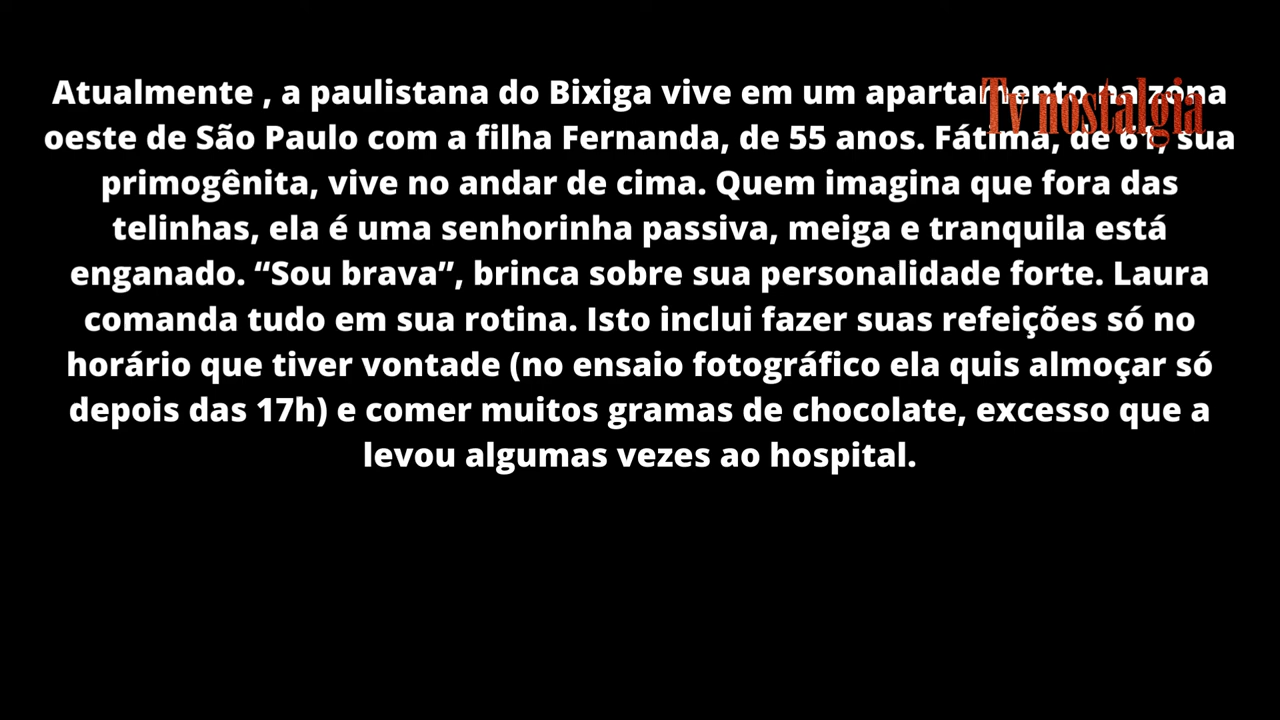 Atualmente , a paulistana do Bixiga vive em um apartamento na zona
oeste de São Paulo com a filha Fernanda, de 55 anos. Fátima, de 61, sua
primogênita, vive no andar de cima. Quem imagina que fora das
telinhas, ela é uma senhorinha passiva, meiga e tranquila está
enganado. “Sou brava”, brinca sobre sua personalidade forte. Laura
comanda tudo em sua rotina. Isto inclui fazer suas refeições só no
horário que tiver vontade (no ensaio fotográfico ela quis almoçar só
depois das 17h) e comer muitos gramas de chocolate, excesso que a
levou algumas vezes ao hospital.
Tv nostalgia